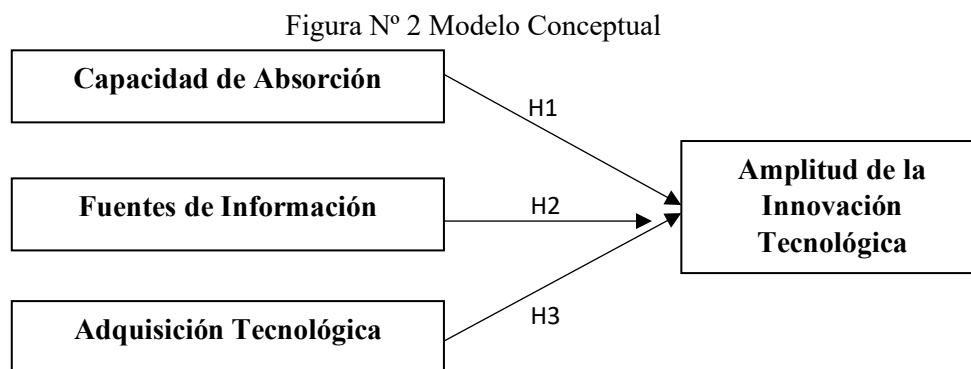 Figura Nº 2 Modelo Conceptual
Capacidad de Absorción
H1
Amplitud de la
Innovación
Tecnológica
Fuentes de Información
H2
Adquisición Tecnológica
H3